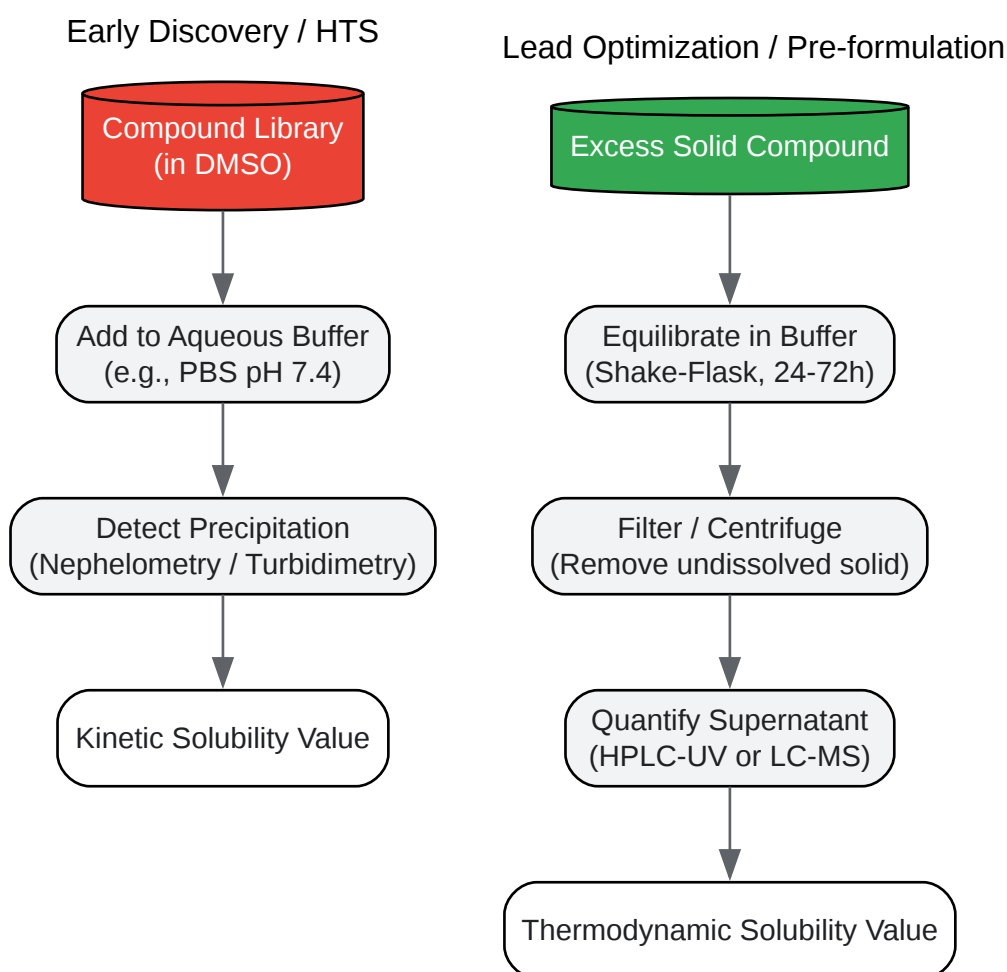 Early Discovery / HTS
Compound Library
(in DMSO)
Add to Aqueous Buffer
(e.g., PBS pH 7.4)
Detect Precipitation
(Nephelometry / Turbidimetry)
Kinetic Solubility Value
Lead Optimization / Pre-formulation
Excess Solid Compound
Equilibrate in Buffer
(Shake-Flask, 24-72h)
Filter / Centrifuge
(Remove undissolved solid)
Quantify Supernatant
(HPLC-UV or LC-MS)
Thermodynamic Solubility Value